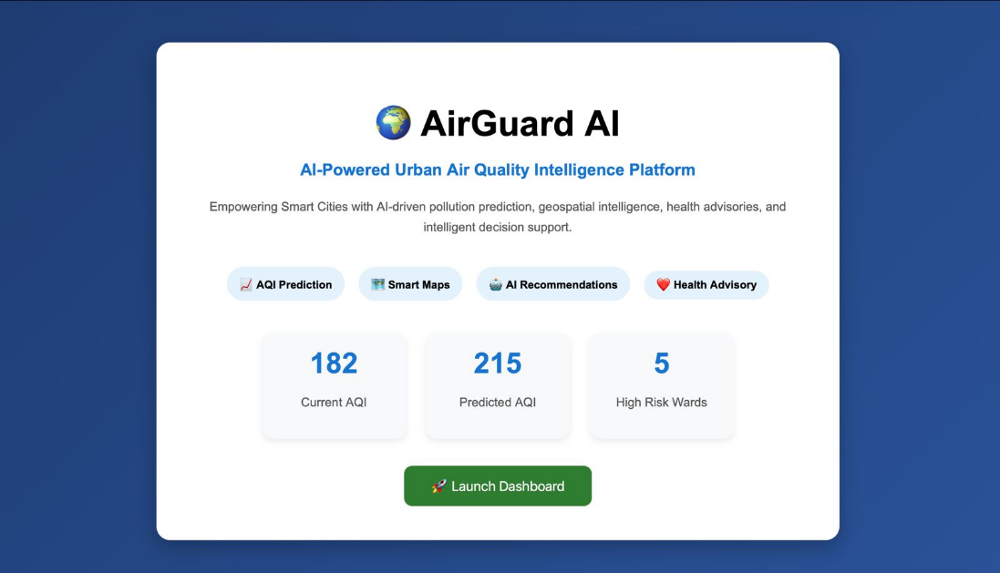 🌍 AirGuard AI
AI-Powered Urban Air Quality Intelligence Platform
Empowering Smart Cities with AI-driven pollution prediction, geospatial intelligence, health advisories, and
intelligent decision support.
📈 AQI Prediction
🗺️ Smart Maps
🤖 AI Recommendations
❤️ Health Advisory
182
Current AQI
215
Predicted AQI
5
High Risk Wards
🚀 Launch Dashboard